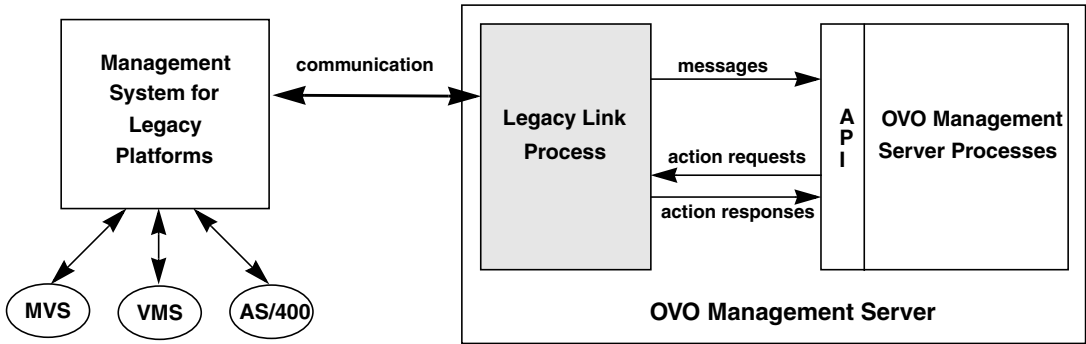 Management
System for
Legacy
Platforms
communication
Legacy Link
Process
messages
action requests
action responses
A
P
I
OVO Management
Server Processes
MVS
VMS
AS/400
OVO Management Server